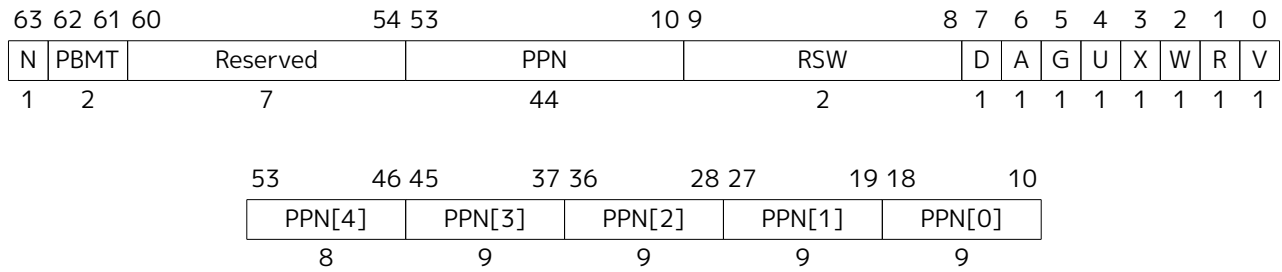 63 62 61 60 54 53 10 9 8 7 6 5 4 3 2 1 0
N PBMT Reserved PPN RSW D A G U X W R V
1 2 7 44 2 1 1 1 1 1 1 1 1
53 46 45 37 36 28 27 19 18 10
PPN[4] PPN[3] PPN[2] PPN[1] PPN[0]
8 9 9 9 9